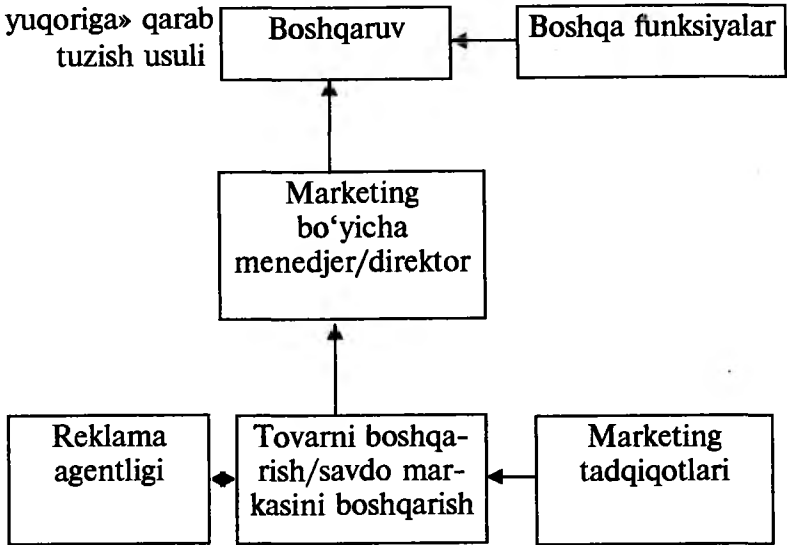 yuqoriga» qarab
tuzish usuli
Boshqaruv
Boshqa funksiyalar
Marketing
bo‘yicha
menedjer/direktor
Reklama
agentligi
Tovarni boshqa-
rish/savdo mar-
kasini boshqarish
Marketing
tadqiqotlari